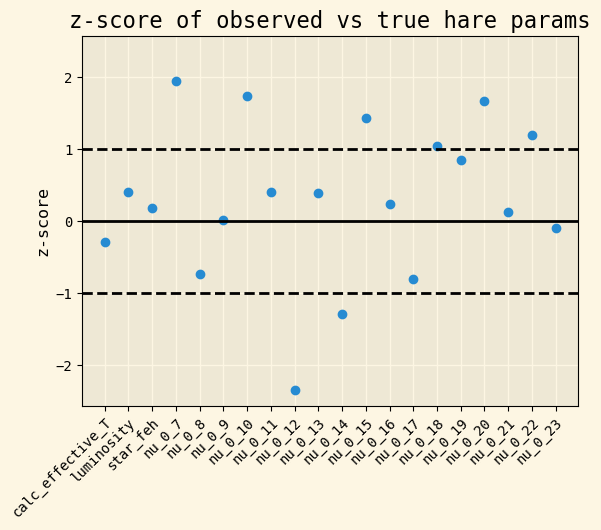 z-score of observed vs true hare params
z-score
2
1
0
−1
−2
calc_effective_T
luminosity
star_feh
nu_0_7
nu_0_8
nu_0_9
nu_0_10
nu_0_11
nu_0_12
nu_0_13
nu_0_14
nu_0_15
nu_0_16
nu_0_17
nu_0_18
nu_0_19
nu_0_20
nu_0_21
nu_0_22
nu_0_23